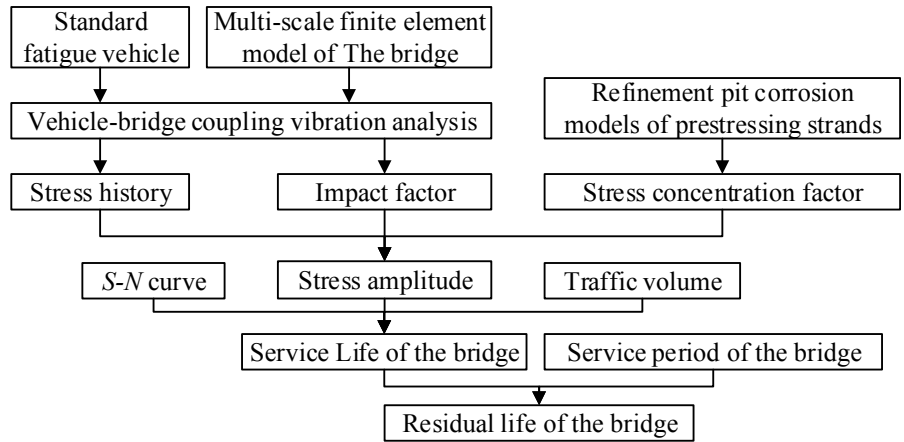 Standard
fatigue vehicle
Multi-scale finite element
model of The bridge
Vehicle-bridge coupling vibration analysis
Refinement pit corrosion
models of prestressing strands
Stress history
Impact factor
Stress concentration factor
S-N curve
Stress amplitude
Traffic volume
Service Life of the bridge
Service period of the bridge
Residual life of the bridge